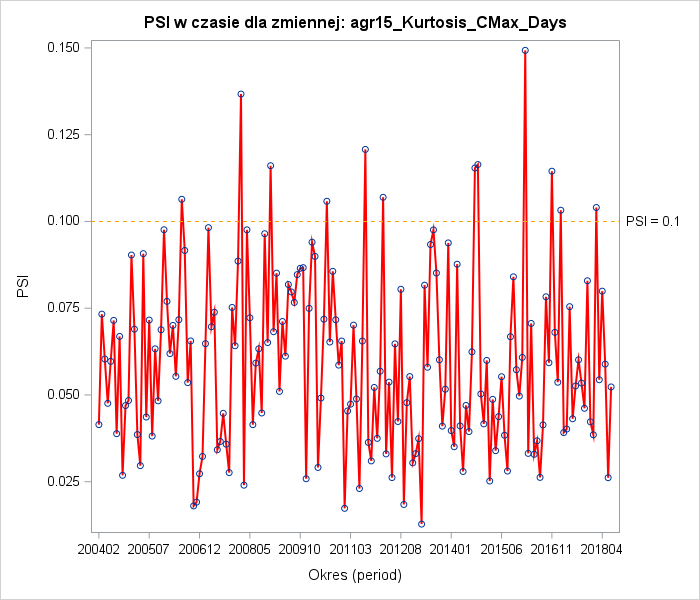 PSI w czasie dla zmiennej: agr15_Kurtosis_CMax_Days
0.150
0.125
0.100
0.075
0.050
0.025
PSI
PSI = 0.1
200402 200507 200612 200805 200910 201103 201208 201401 201506 201611 201804
Okres (period)